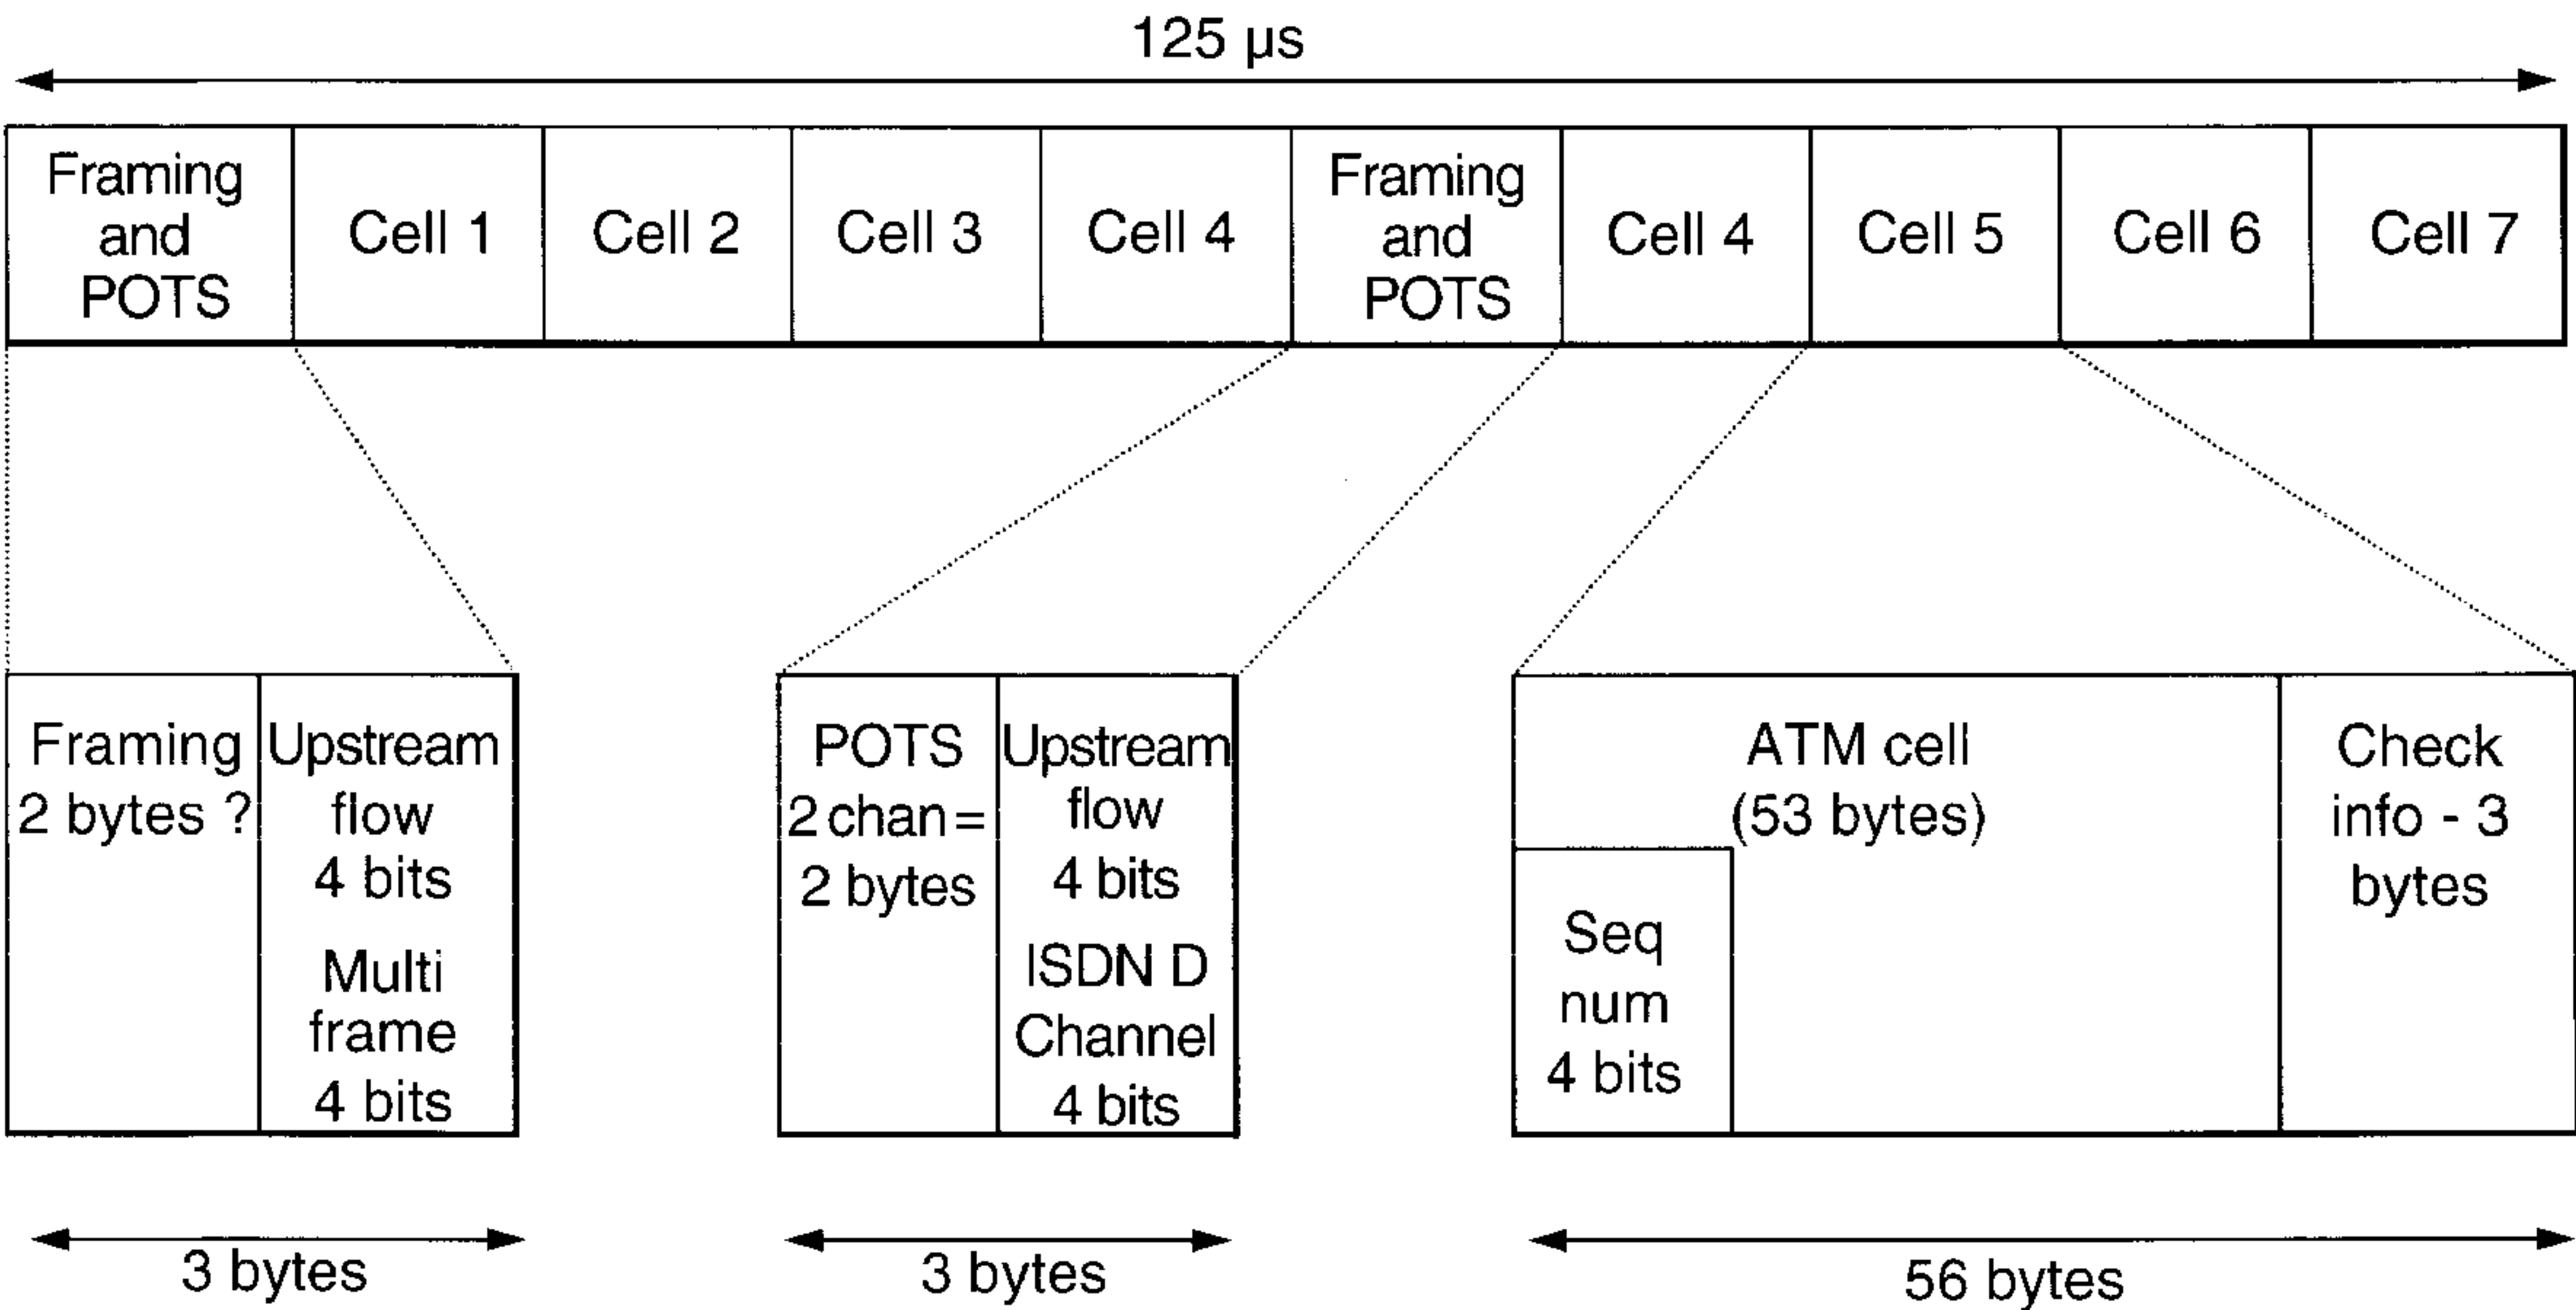 125 µs
Framing
and
POTS
Cell 1
Cell 2
Cell 3
Cell 4
Framing
and
POTS
Cell 4
Cell 5
Cell 6
Cell 7
Framing
2 bytes ?
Upstream
flow
4 bits
Multi
frame
4 bits
POTS
2 chan =
2 bytes
Upstream
flow
4 bits
ISDN D
Channel
4 bits
ATM cell
(53 bytes)
Seq
num
4 bits
Check
info - 3
bytes
3 bytes
3 bytes
56 bytes